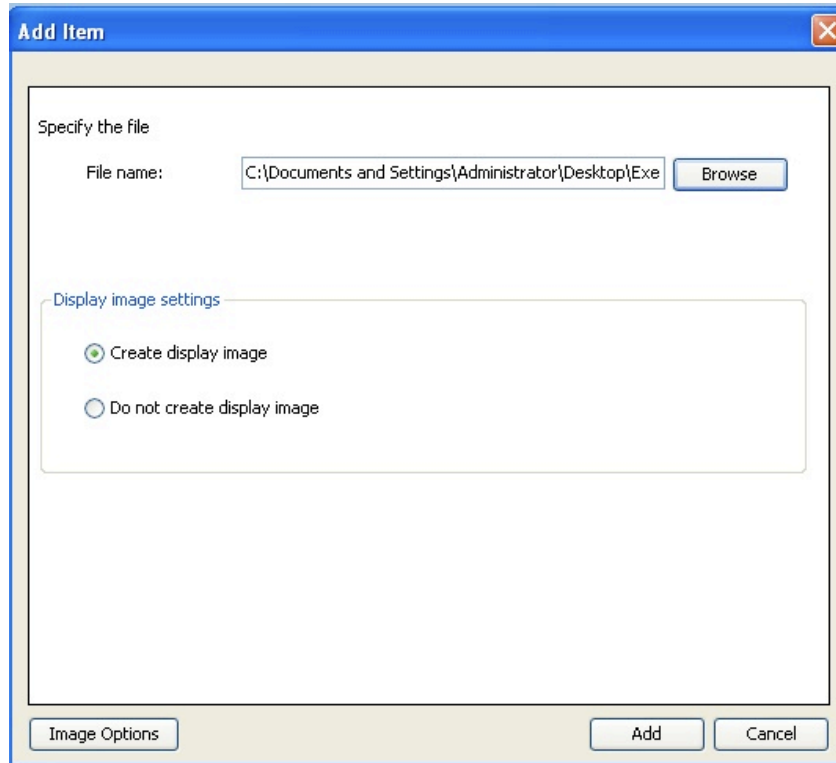 Add Item
Specify the file
File name: C:\Documents and Settings\Administrator\Desktop\Exe Browse
Display image settings
Create display image
Do not create display image
Image Options Add Cancel